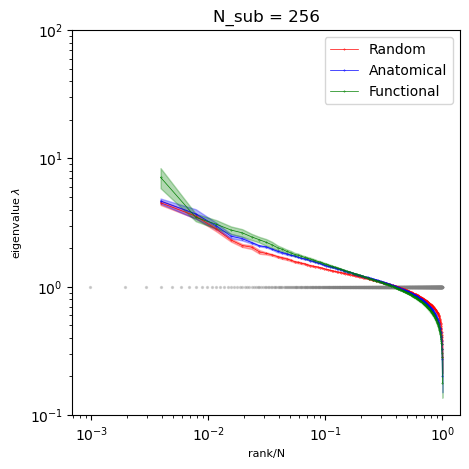 N_sub = 256
Random
Anatomical
Functional
10²
10¹
10⁰
10⁻¹
eigenvalue λ
10⁻³
10⁻²
10⁻¹
10⁰
rank/N